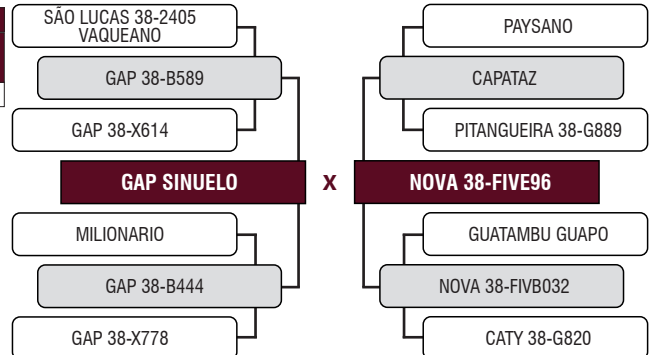 SÃO LUCAS 38-2405
VAQUEANO
GAP 38-B589
GAP 38-X614
GAP SINUELO
MILIONARIO
GAP 38-B444
GAP 38-X778
X
PAYSANO
CAPATAZ
PITANGUEIRA 38-G889
NOVA 38-FIVE96
GUATAMBU GUAPO
NOVA 38-FIVB032
CATY 38-G820